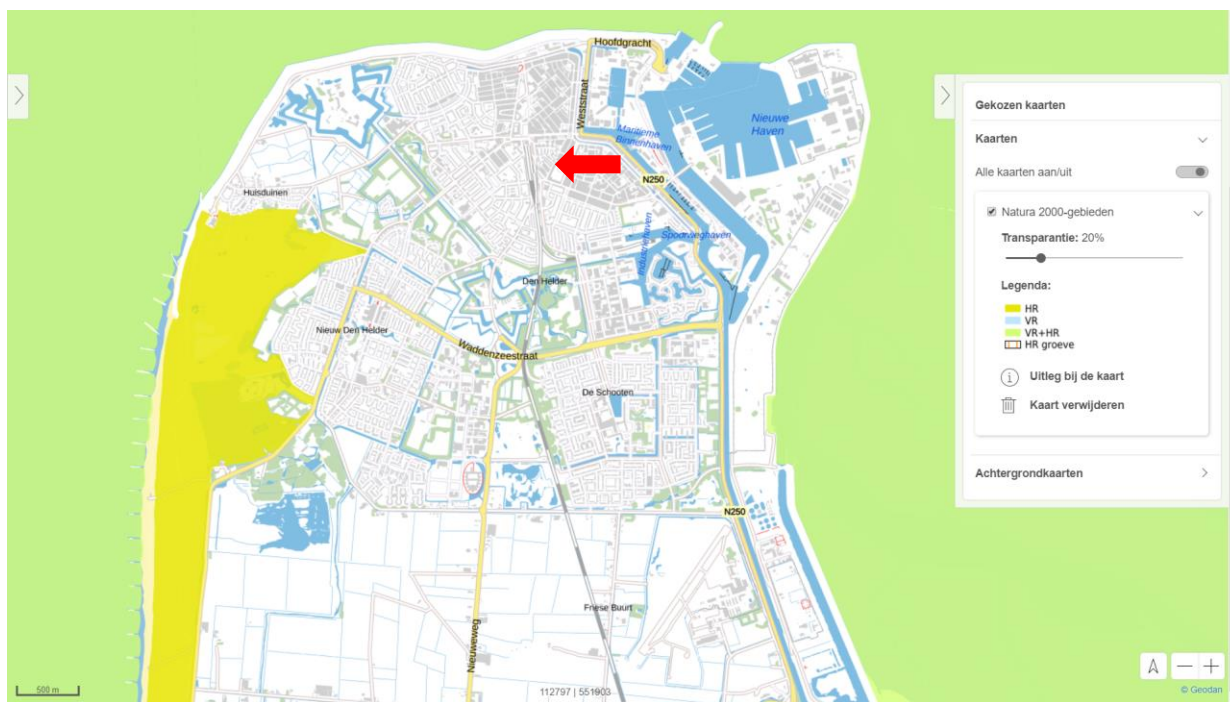 Hoofdgracht
Weststraat
Nieuwe
Haven
Maritieme
Binnenhaven
N250
Huisduinen
Industriehaven
Den Helder
Nieuw Den Helder
Waddenzeestraat
De Schooten
N250
Friese Buurt
Nieuweweg
500 m
112797 | 551903
Gekozen kaarten
Kaarten
Alle kaarten aan/uit
Natura 2000-gebieden
Transparantie: 20%
Legenda:
HR
VR
VR+HR
HR groeve
Uitleg bij de kaart
Kaart verwijderen
Achtergrondkaarten
© Geodan